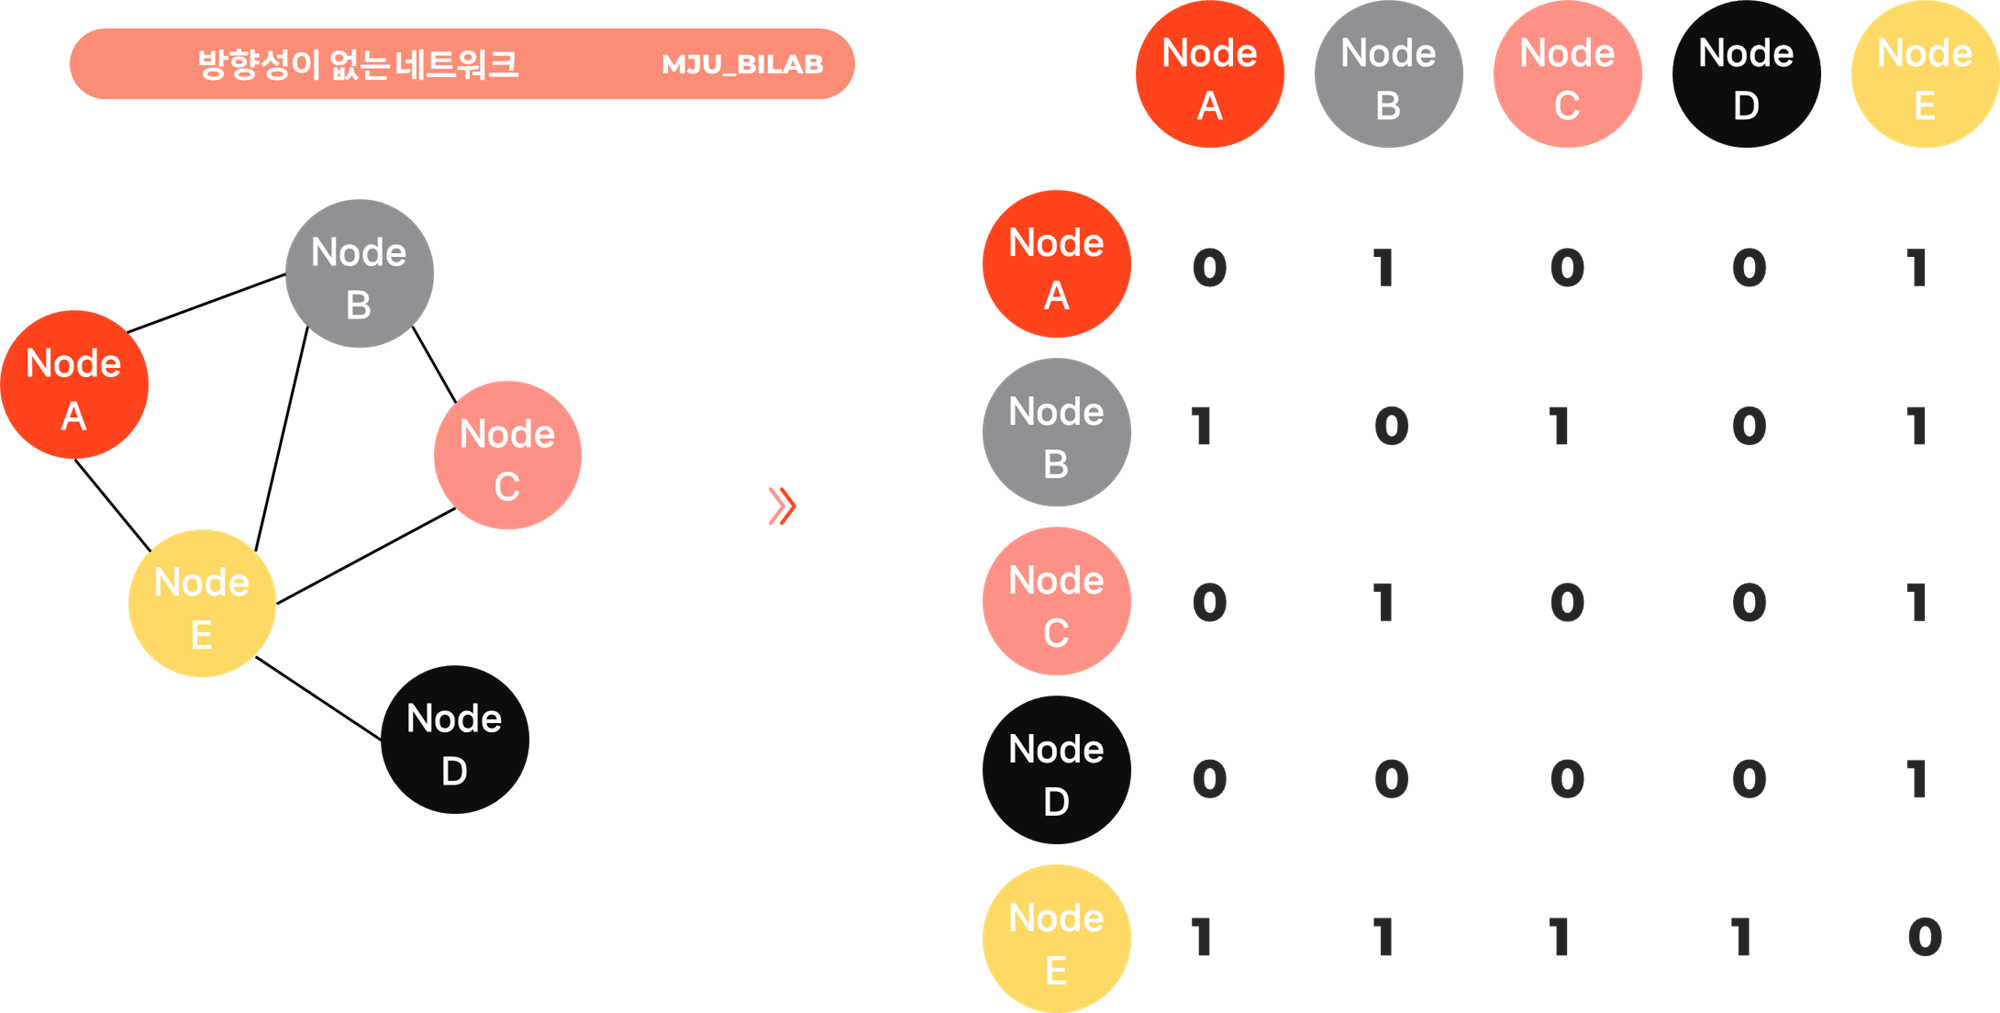 방향성이 없는 네트워크 MJU_BILAB
Node
A
Node
B
Node
C
Node
D
Node
E
Node
B
Node
A
Node
C
Node
E
Node
D
Node
A
0 1 0 0 1
Node
B
1 0 1 0 1
Node
C
0 1 0 0 1
Node
D
0 0 0 0 1
Node
E
1 1 1 1 0